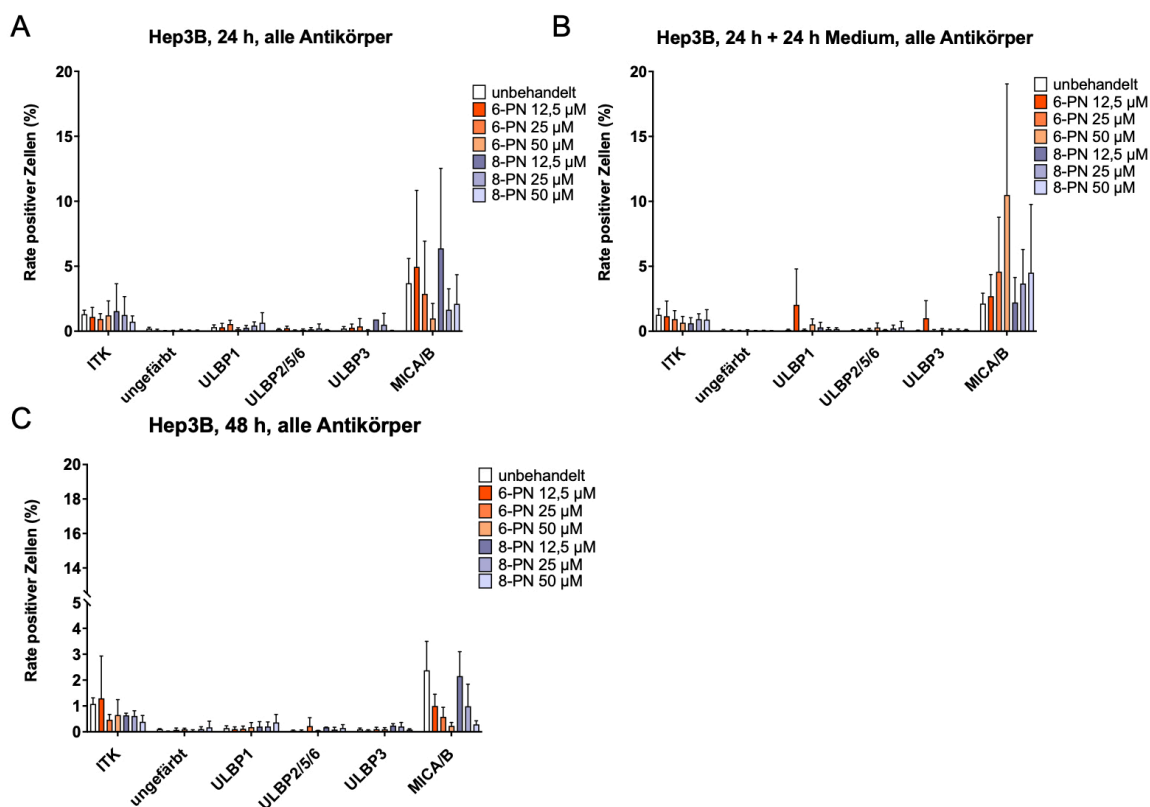 A
Hep3B, 24 h, alle Antikörper
Rate positiver Zellen (%)
20
15
10
5
0
ITK
ungefärbt
ULBP1
ULBP2/5/6
ULBP3
MICA/B
unbehandelt
6-PN 12,5 µM
6-PN 25 µM
6-PN 50 µM
8-PN 12,5 µM
8-PN 25 µM
8-PN 50 µM
B
Hep3B, 24 h + 24 h Medium, alle Antikörper
Rate positiver Zellen (%)
20
15
10
5
0
ITK
ungefärbt
ULBP1
ULBP2/5/6
ULBP3
MICA/B
unbehandelt
6-PN 12,5 µM
6-PN 25 µM
6-PN 50 µM
8-PN 12,5 µM
8-PN 25 µM
8-PN 50 µM
C
Hep3B, 48 h, alle Antikörper
Rate positiver Zellen (%)
20
18
16
14
5
4
3
2
1
0
ITK
ungefärbt
ULBP1
ULBP2/5/6
ULBP3
MICA/B
unbehandelt
6-PN 12,5 µM
6-PN 25 µM
6-PN 50 µM
8-PN 12,5 µM
8-PN 25 µM
8-PN 50 µM